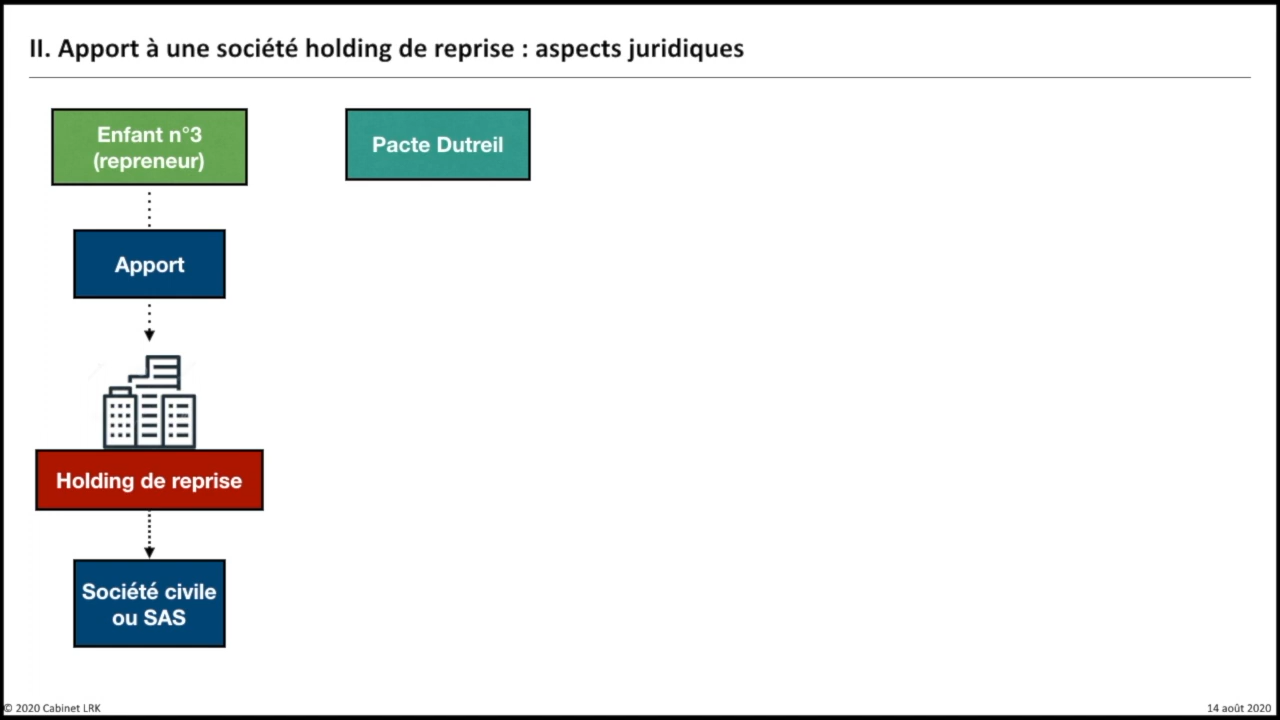 II. Apport à une société holding de reprise : aspects juridiques
Enfant n°3
(repreneur)
Pacte Dutreil
Apport
Holding de reprise
Société civile
ou SAS
© 2020 Cabinet LRK
14 août 2020